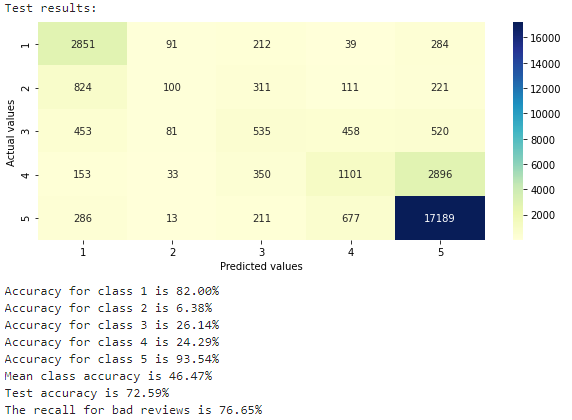 Test results:
1 2851 91 212 39 284
2 824 100 311 111 221
3 453 81 535 458 520
4 153 33 350 1101 2896
5 286 13 211 677 17189
1 2 3 4 5
Actual values
Predicted values
16000
14000
12000
10000
8000
6000
4000
2000
Accuracy for class 1 is 82.00%
Accuracy for class 2 is 6.38%
Accuracy for class 3 is 26.14%
Accuracy for class 4 is 24.29%
Accuracy for class 5 is 93.54%
Mean class accuracy is 46.47%
Test accuracy is 72.59%
The recall for bad reviews is 76.65%